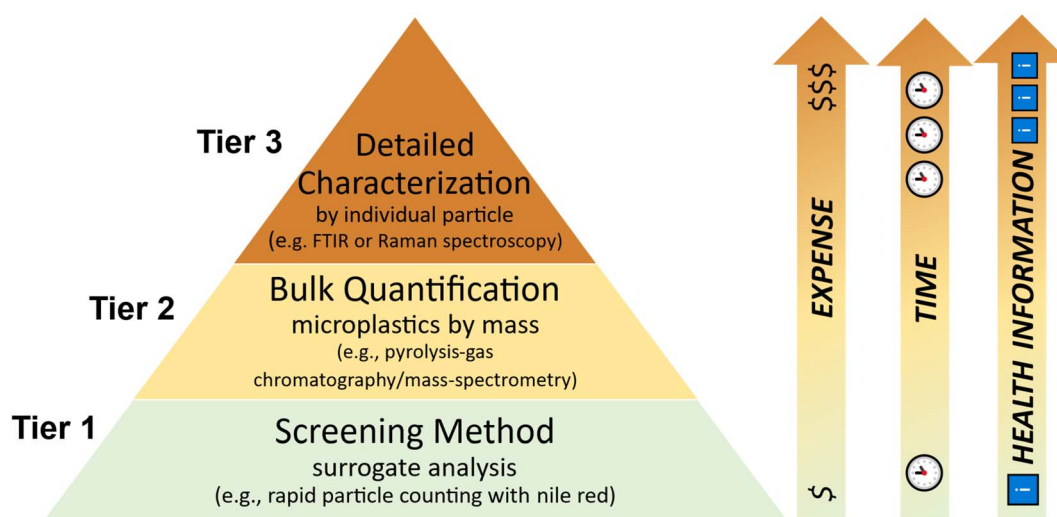 Tier 3
Detailed
Characterization
by individual particle
(e.g. FTIR or Raman spectroscopy)
Tier 2
Bulk Quantification
microplastics by mass
(e.g., pyrolysis-gas
chromatography/mass-spectrometry)
Tier 1
Screening Method
surrogate analysis
(e.g., rapid particle counting with nile red)
$$$
EXPENSE
$
TIME
i i i
HEALTH INFORMATION
i